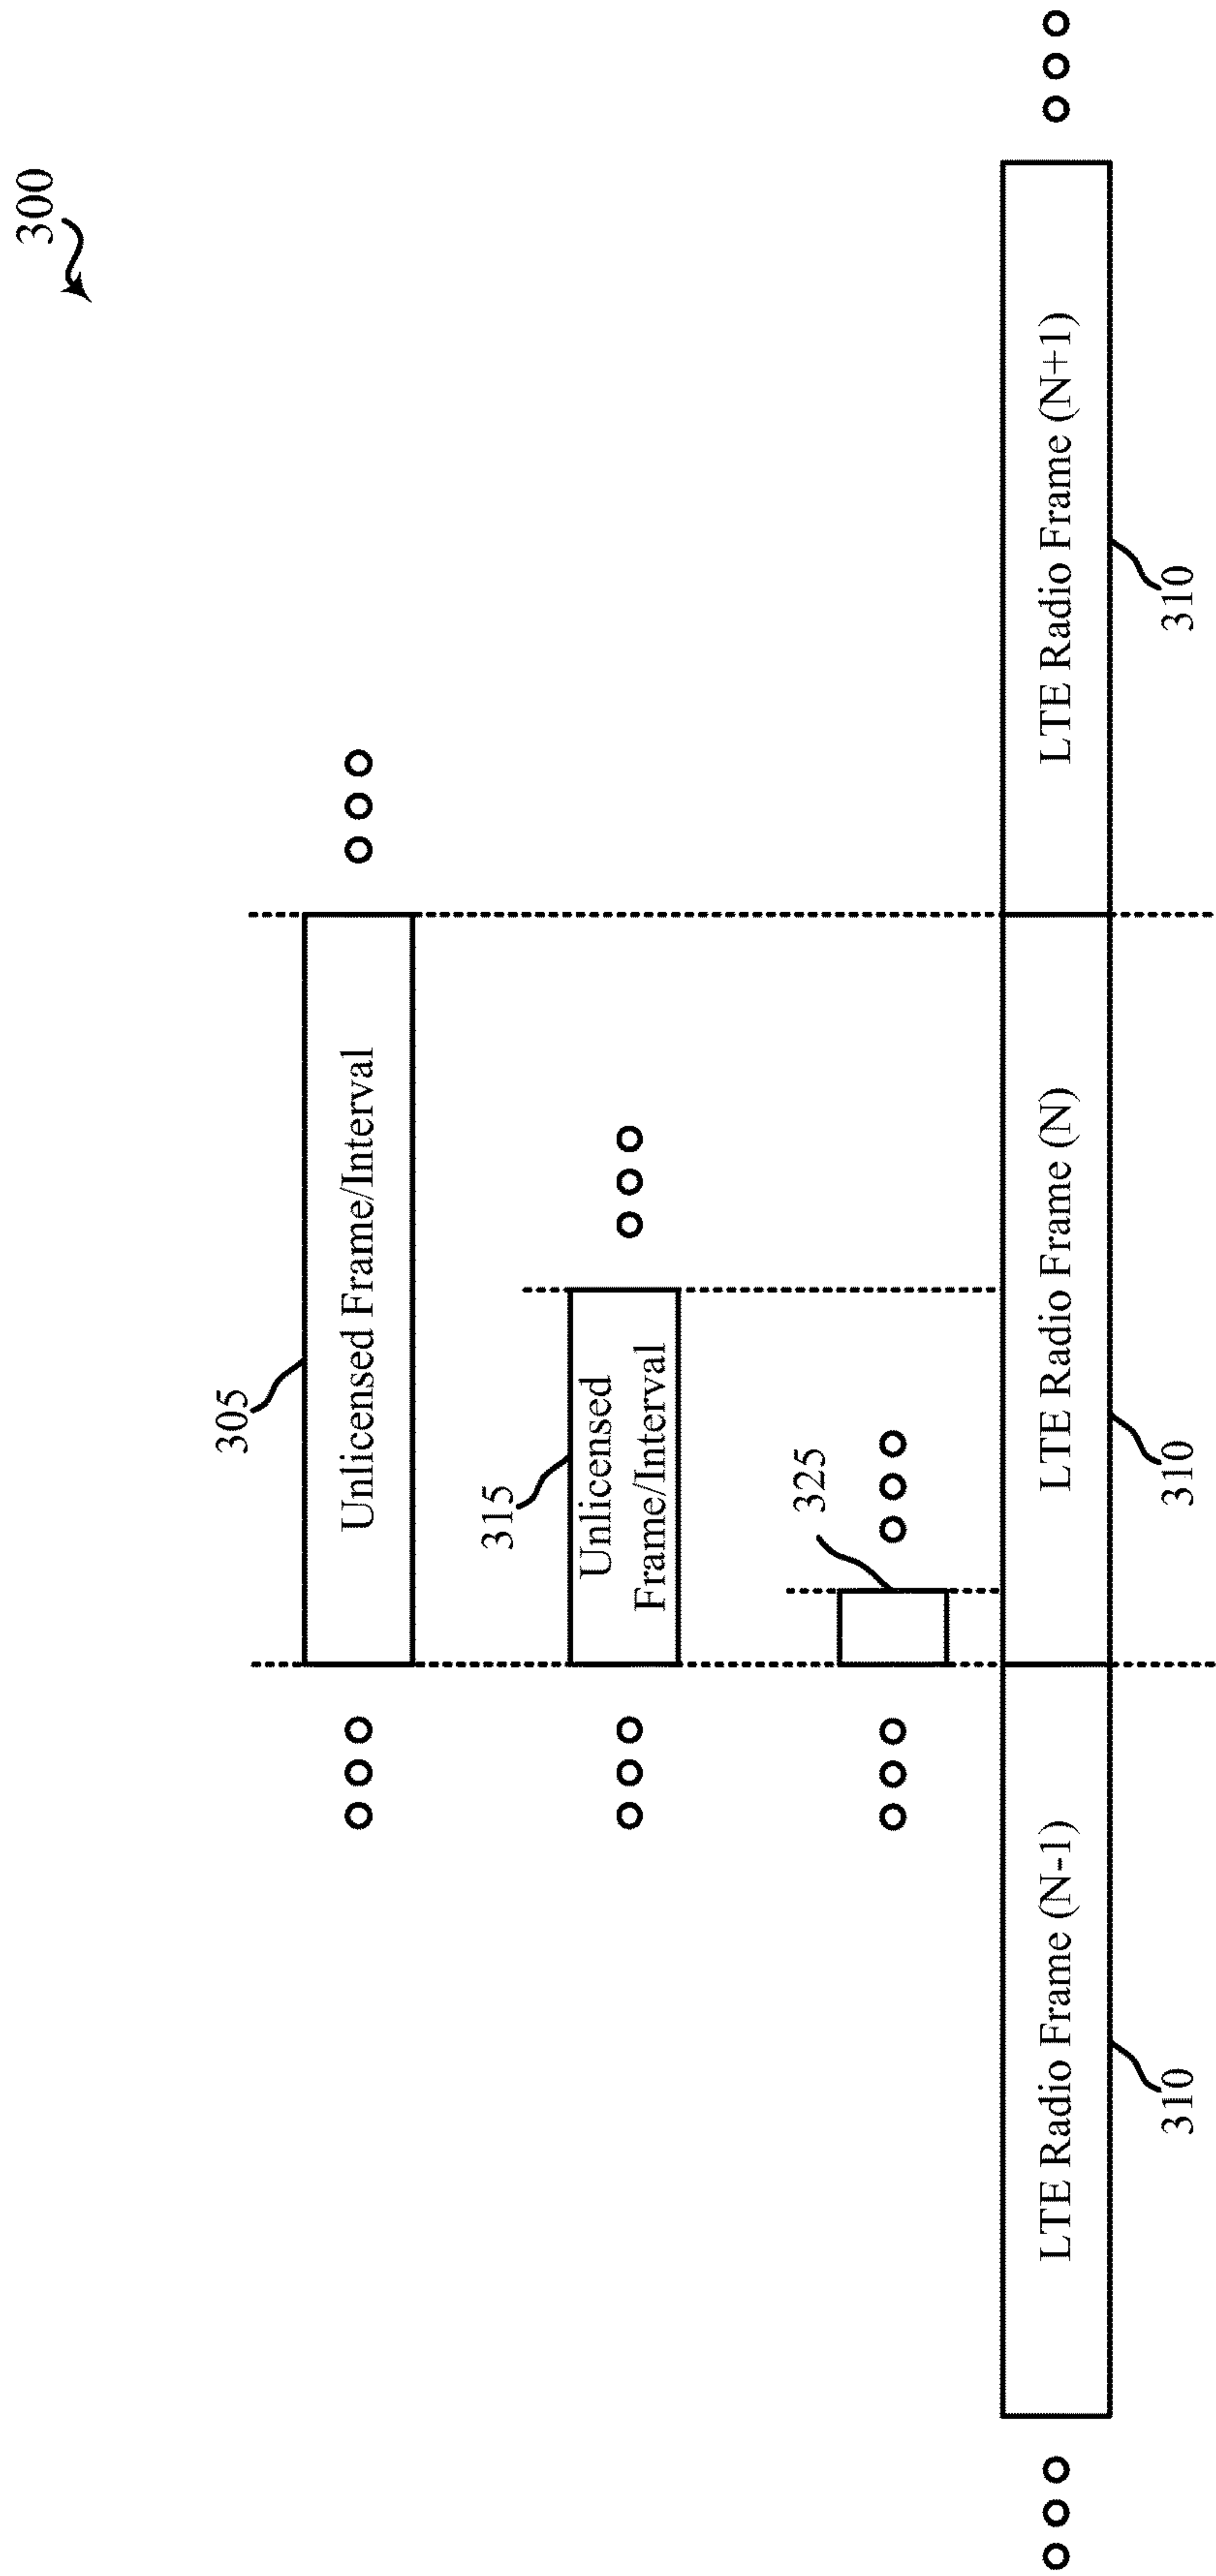 300
305
Unlicensed Frame/Interval
315
Unlicensed
Frame/Interval
325
LTE Radio Frame (N-1)
LTE Radio Frame (N)
LTE Radio Frame (N+1)
310
310
310